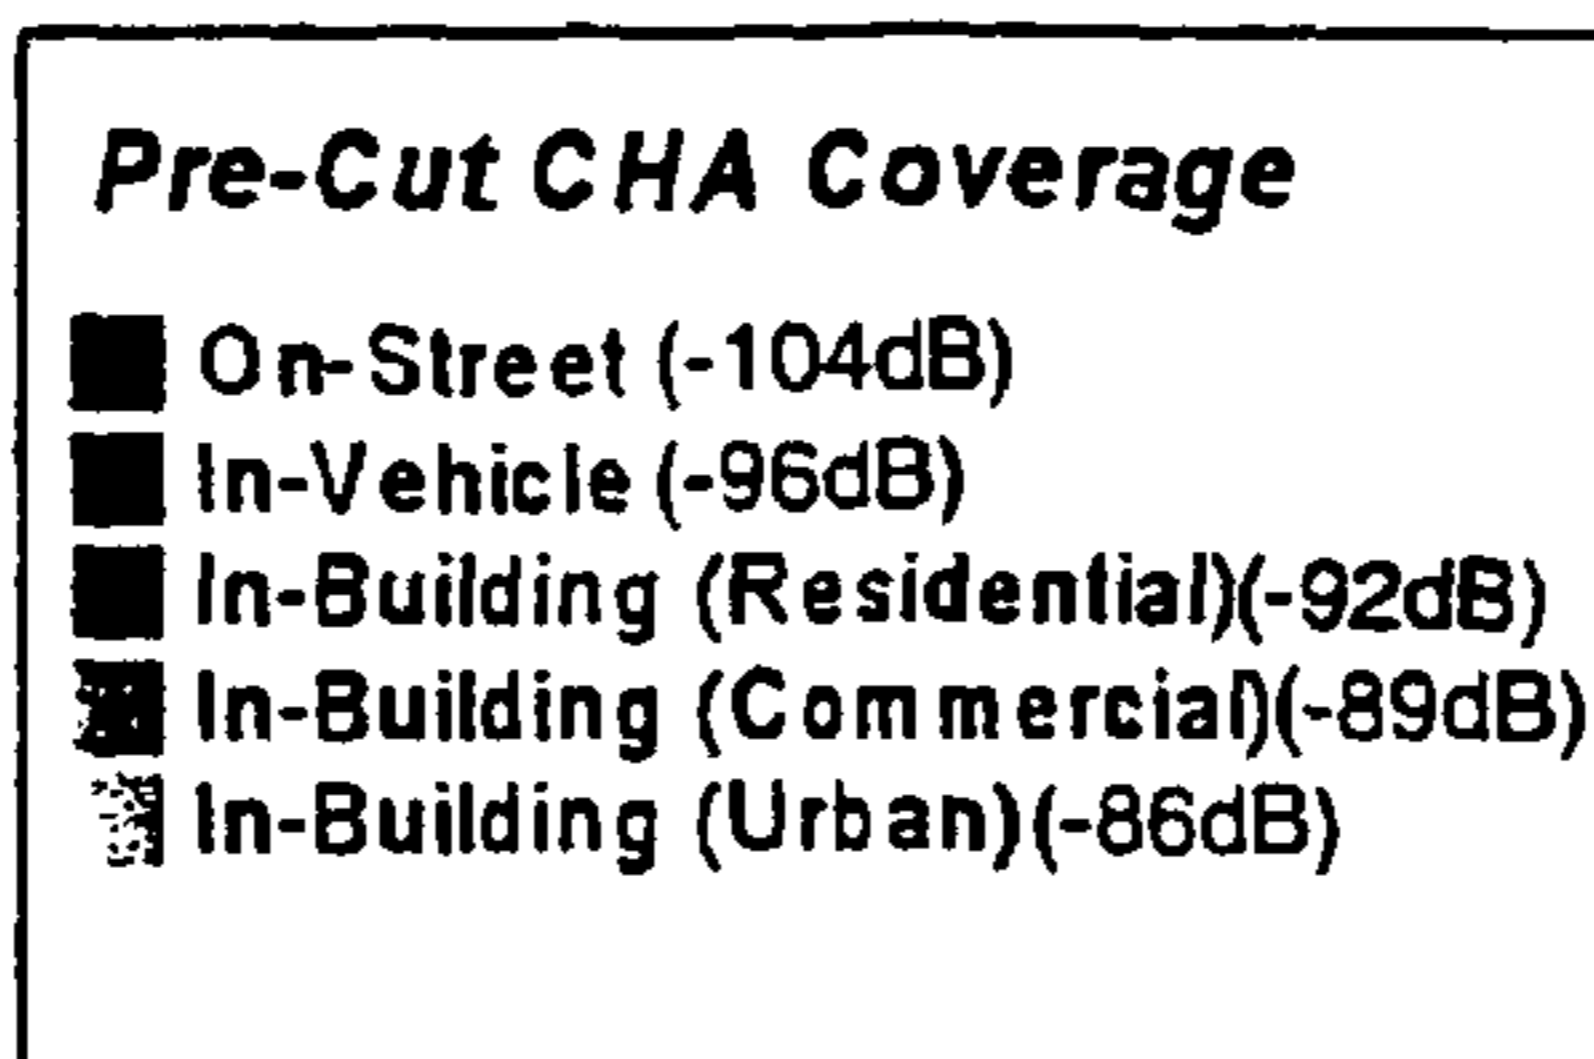 Pre-Cut CHA Coverage
On-Street (-104dB)
In-Vehicle (-96dB)
In-Building (Residential)(-92dB)
In-Building (Commercial)(-89dB)
In-Building (Urban)(-86dB)